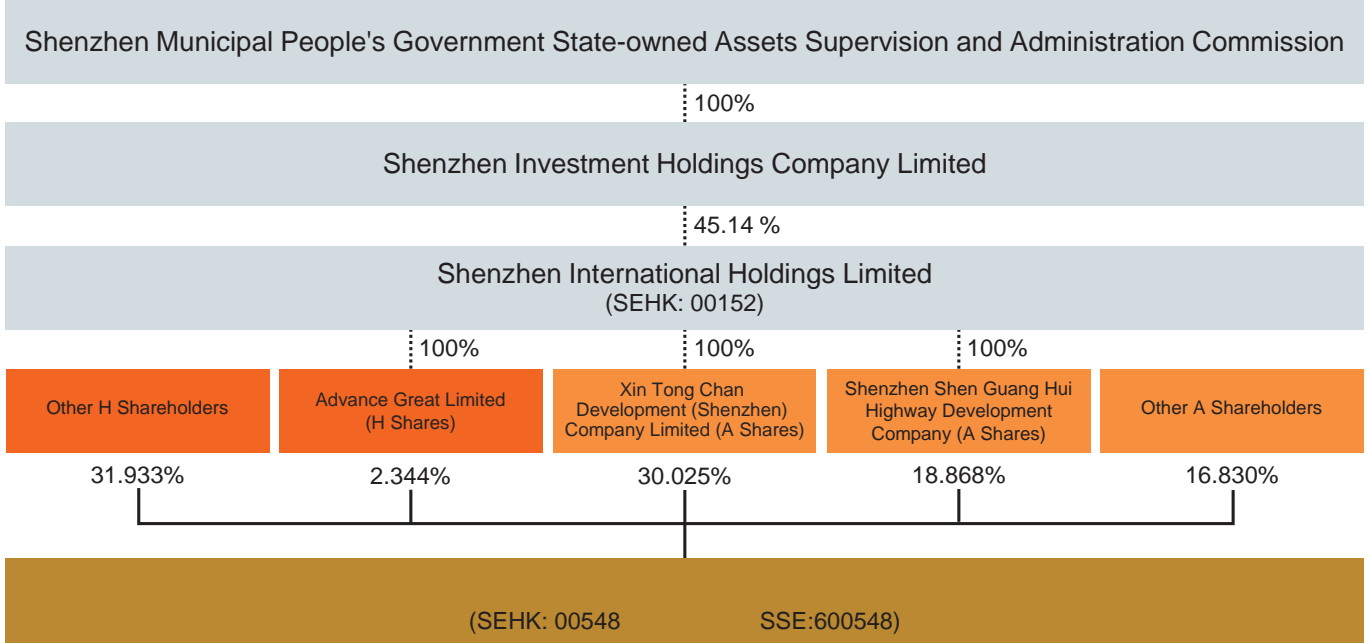 Shenzhen Municipal People's Government State-owned Assets Supervision and Administration Commission
100%
Shenzhen Investment Holdings Company Limited
45.14 %
Shenzhen International Holdings Limited
(SEHK: 00152)
100%
100%
100%
Other H Shareholders
Advance Great Limited
(H Shares)
Xin Tong Chan
Development (Shenzhen)
Company Limited (A Shares)
Shenzhen Shen Guang Hui
Highway Development
Company (A Shares)
Other A Shareholders
31.933%
2.344%
30.025%
18.868%
16.830%
(SEHK: 00548 SSE:600548)